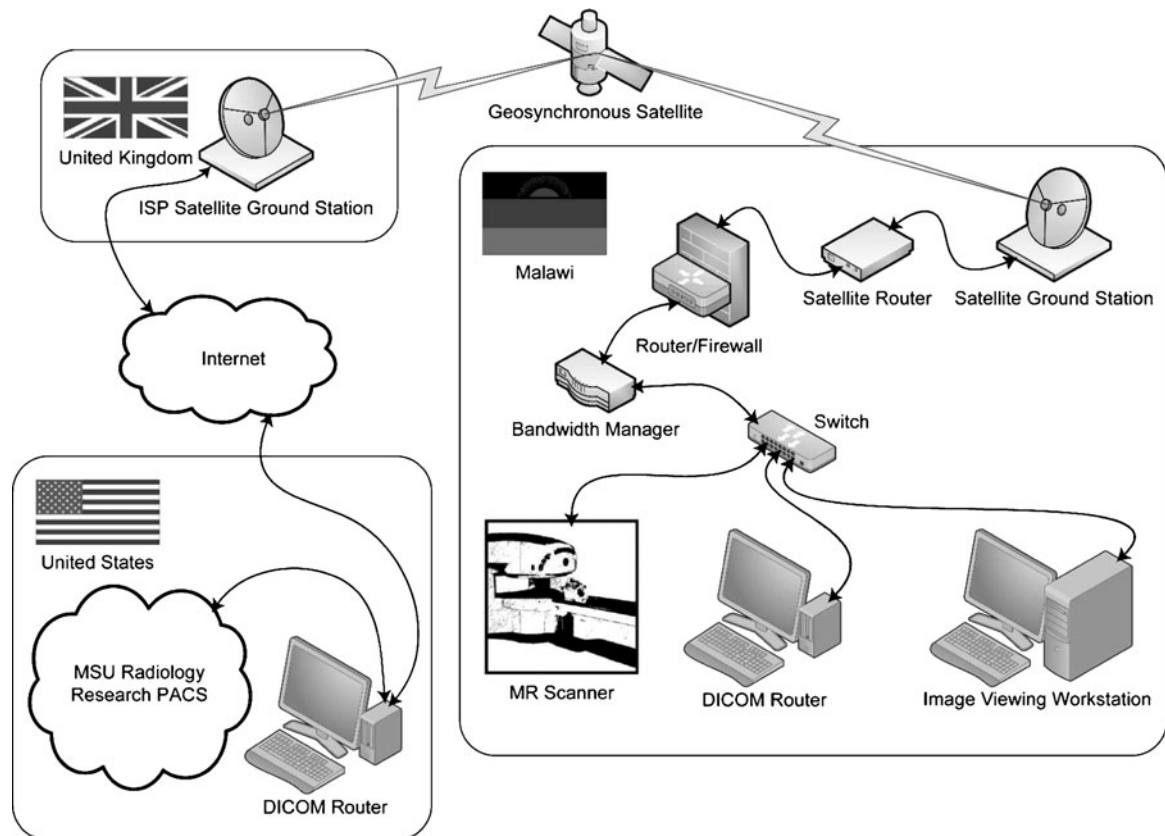 Geosynchronous Satellite
United Kingdom
ISP Satellite Ground Station
Malawi
Satellite Router
Satellite Ground Station
Router/Firewall
Internet
Bandwidth Manager
Switch
United States
MSU Radiology
Research PACS
DICOM Router
MR Scanner
DICOM Router
Image Viewing Workstation